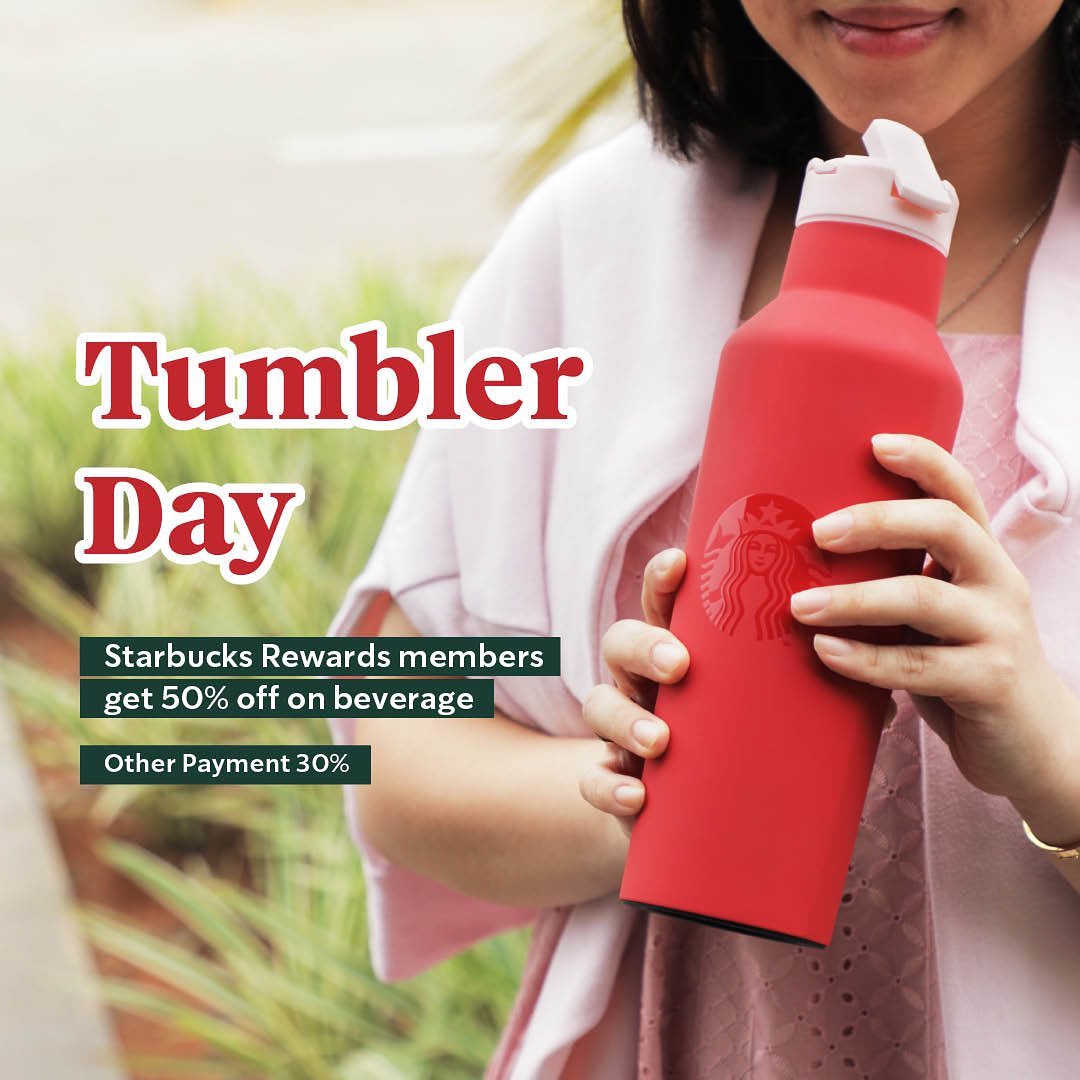 Tumbler
Day
Starbucks Rewards members
get 50% off on beverage
Other Payment 30%